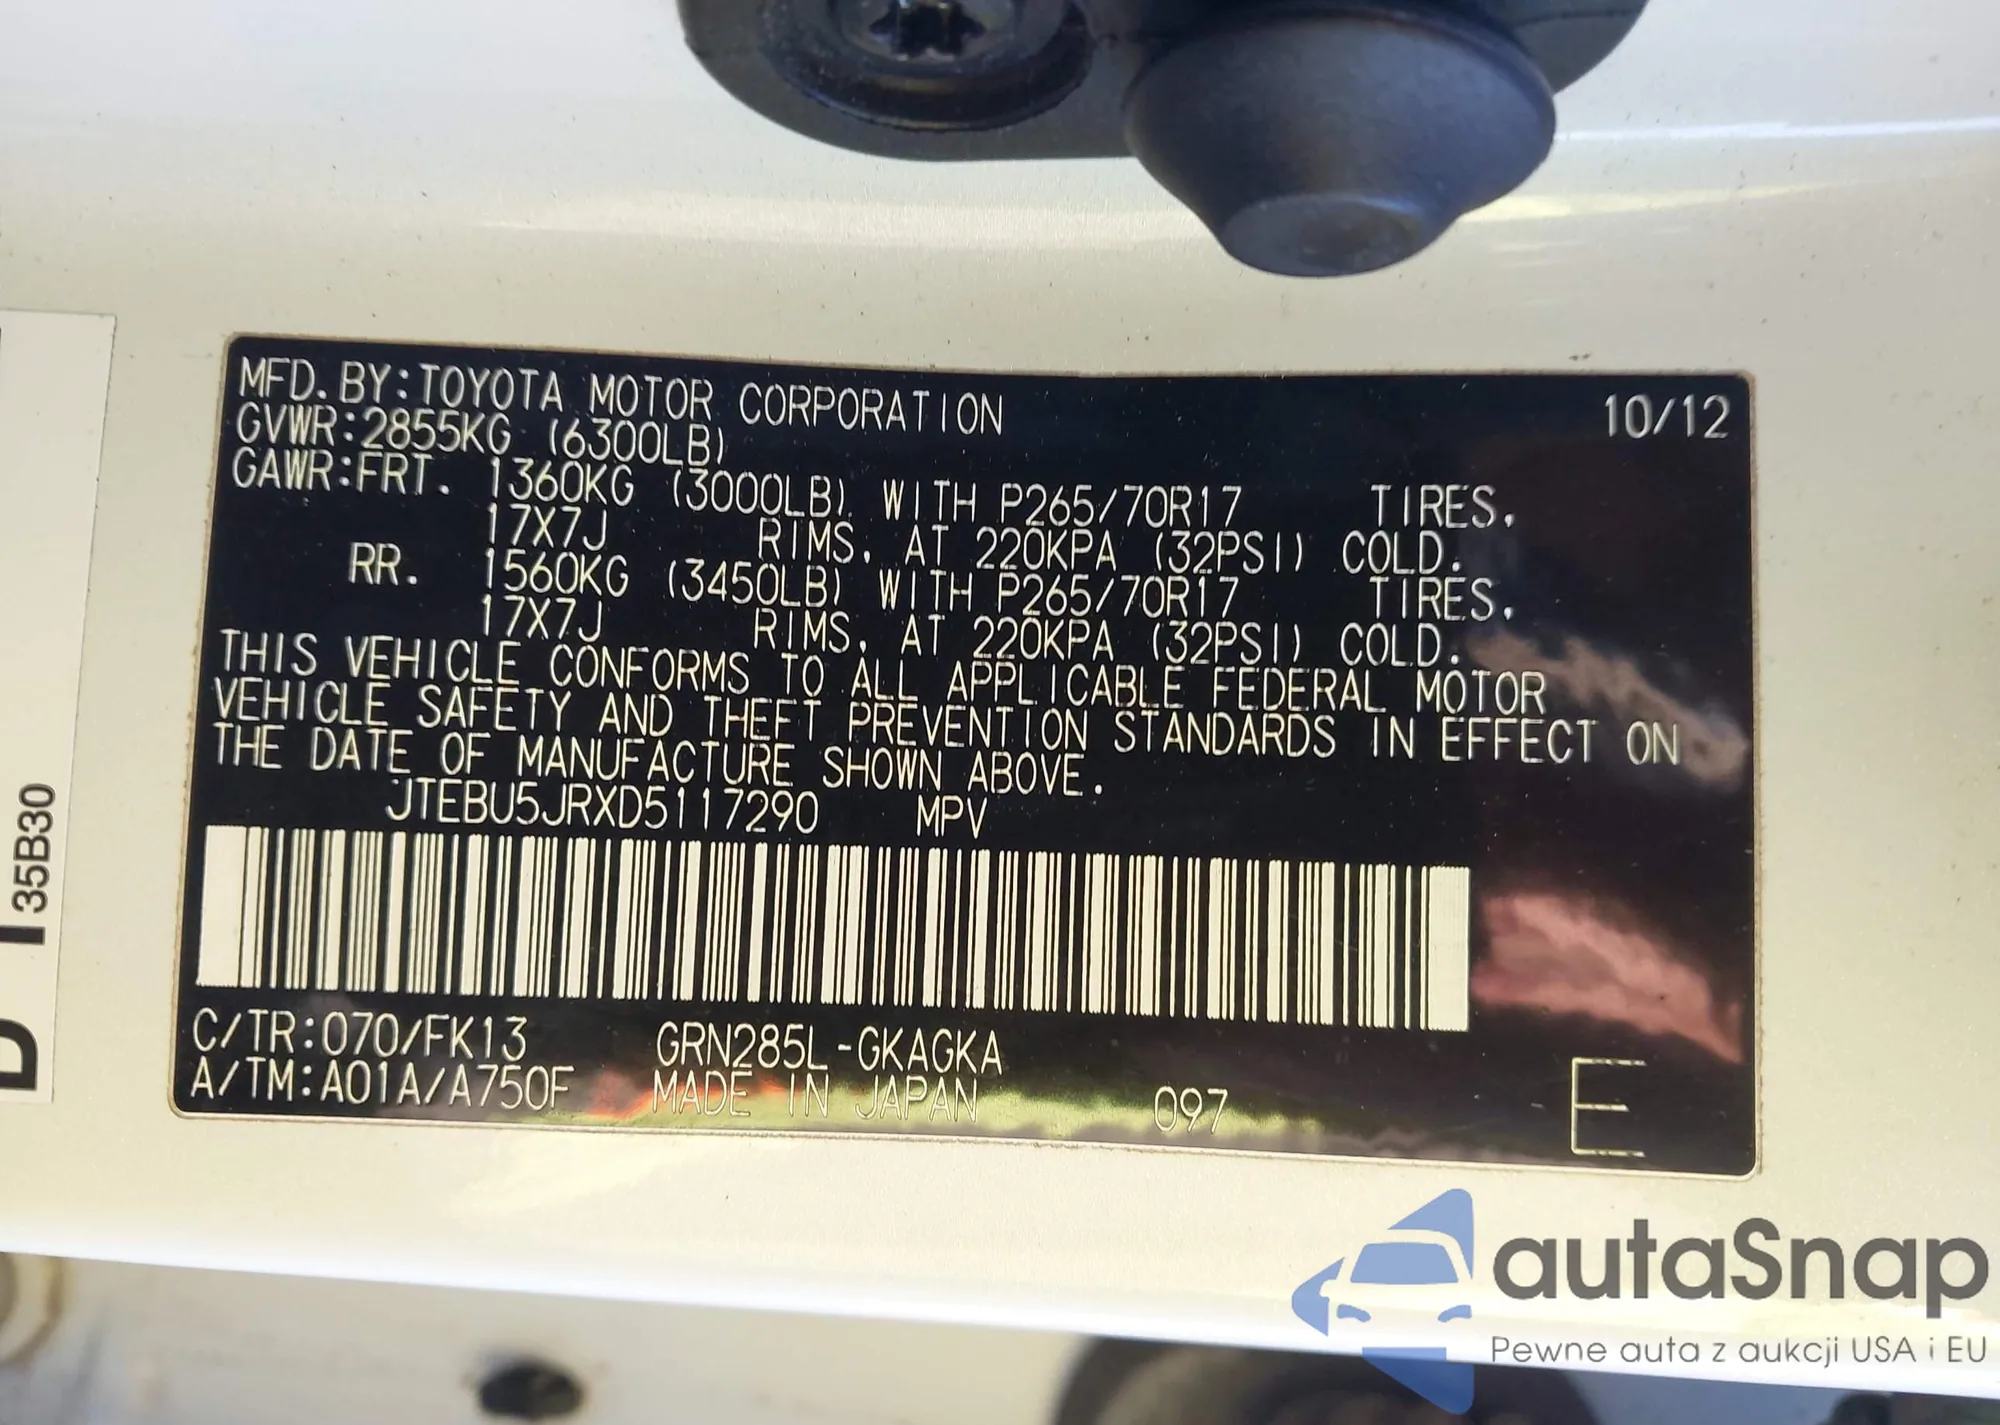 MFD. BY: TOYOTA MOTOR CORPORATION 10/12
GVWR: 2855KG (6300LB)
GAWR: FRT. 1360KG (3000LB) WITH P265/70R17 TIRES,
17X7J RIMS, AT 220KPA (32PSI) COLD.
RR. 1560KG (3450LB) WITH P265/70R17 TIRES,
17X7J RIMS, AT 220KPA (32PSI) COLD.
THIS VEHICLE CONFORMS TO ALL APPLICABLE FEDERAL MOTOR
VEHICLE SAFETY AND THEFT PREVENTION STANDARDS IN EFFECT ON
THE DATE OF MANUFACTURE SHOWN ABOVE.
JTEBU5JRXD5117290 MPV
C/TR: 070/FK13 GRN285L-GKAGKA
A/TM: A01A/A750F MADE IN JAPAN 097 E
35B30
autaSnap
Pewne auta z aukcji USA i EU